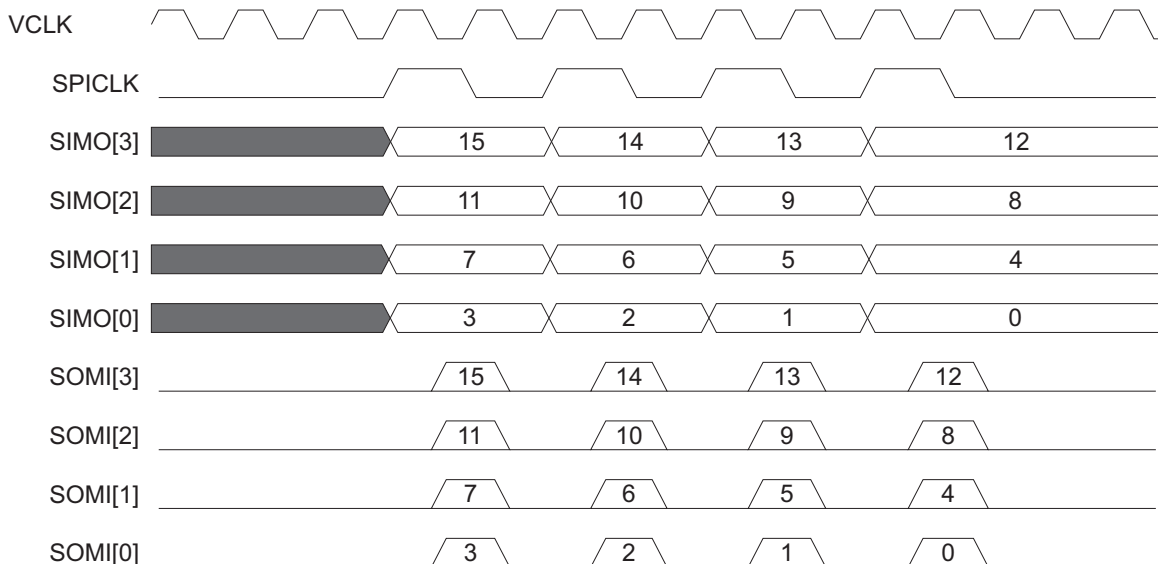 VCLK
SPICLK
SIMO[3] 15 14 13 12
SIMO[2] 11 10 9 8
SIMO[1] 7 6 5 4
SIMO[0] 3 2 1 0
SOMI[3] 15 14 13 12
SOMI[2] 11 10 9 8
SOMI[1] 7 6 5 4
SOMI[0] 3 2 1 0